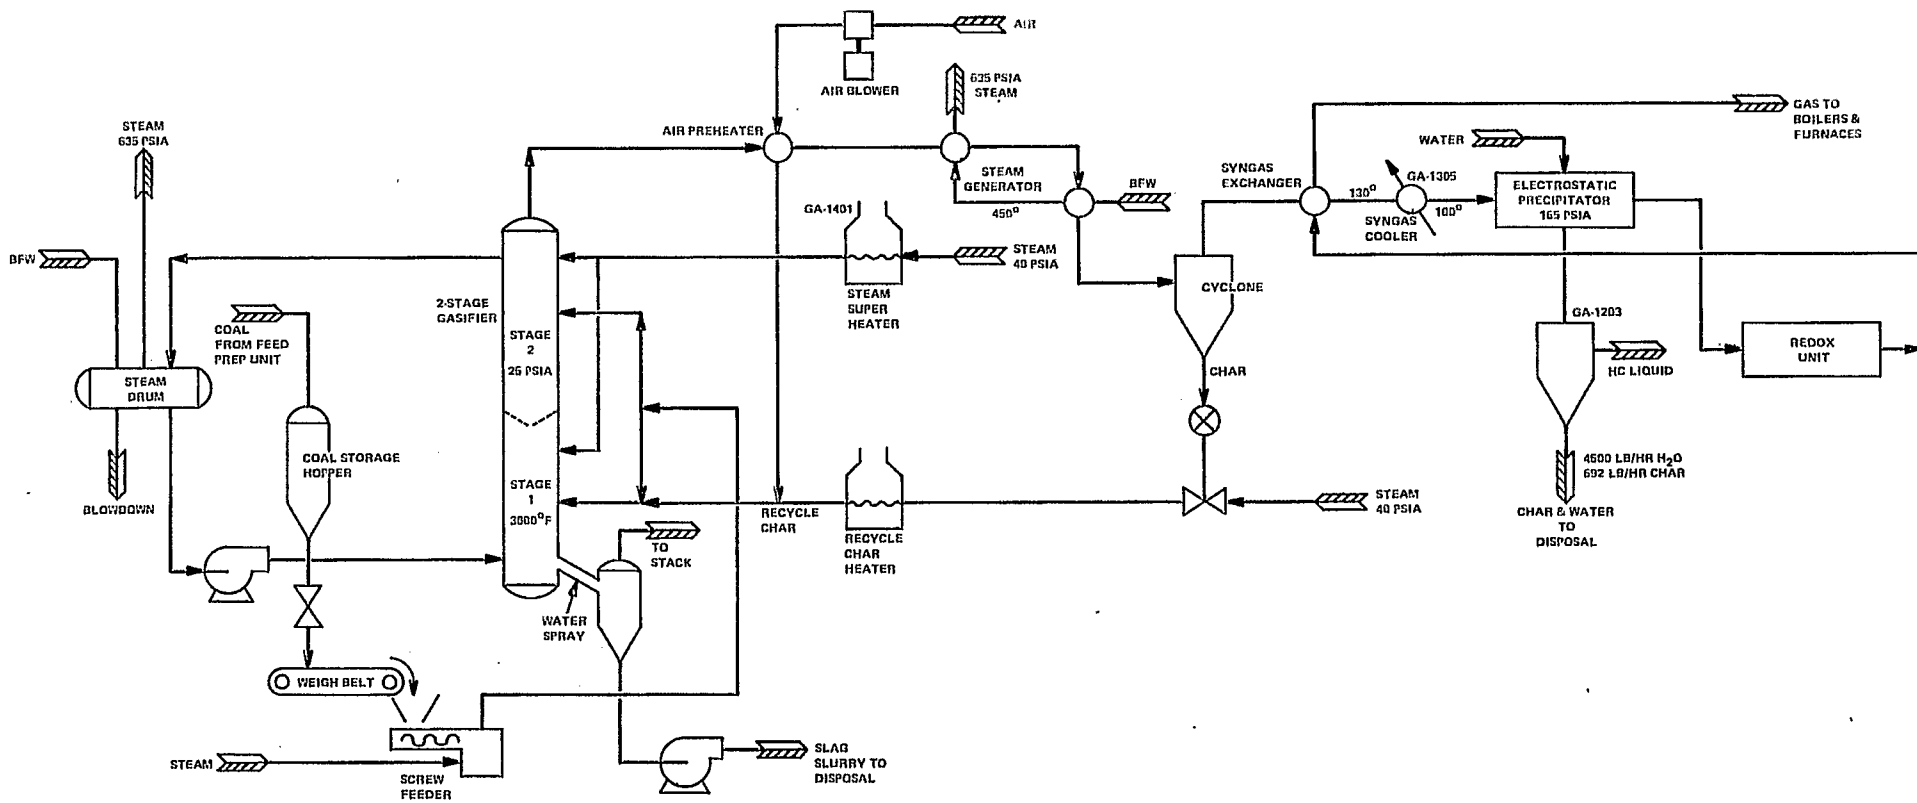 AIR
AIR BLOWER
635 PSIA
STEAM
GAS TO
BOILERS &
FURNACES
STEAM
635 PSIA
AIR PREHEATER
WATER
STEAM
GENERATOR
450°
BFW
SYNGAS
EXCHANGER
130°
GA-1305
100°
SYNGAS
COOLER
ELECTROSTATIC
PRECIPITATOR
165 PSIA
GA-1401
BFW
STEAM
40 PSIA
STEAM
SUPER
HEATER
2-STAGE
GASIFIER
CYCLONE
GA-1203
COAL
FROM FEED
PREP UNIT
STAGE
2
25 PSIA
REDOX
UNIT
HC LIQUID
STEAM
DRUM
CHAR
COAL STORAGE
HOPPER
4500 LB/HR H₂O
692 LB/HR CHAR
CHAR & WATER
TO
DISPOSAL
BLOWDOWN
STAGE
1
3000°F
RECYCLE
CHAR
RECYCLE
CHAR
HEATER
STEAM
40 PSIA
TO
STACK
WATER
SPRAY
WEIGH BELT
STEAM
SCREW
FEEDER
SLAG
SLURRY TO
DISPOSAL